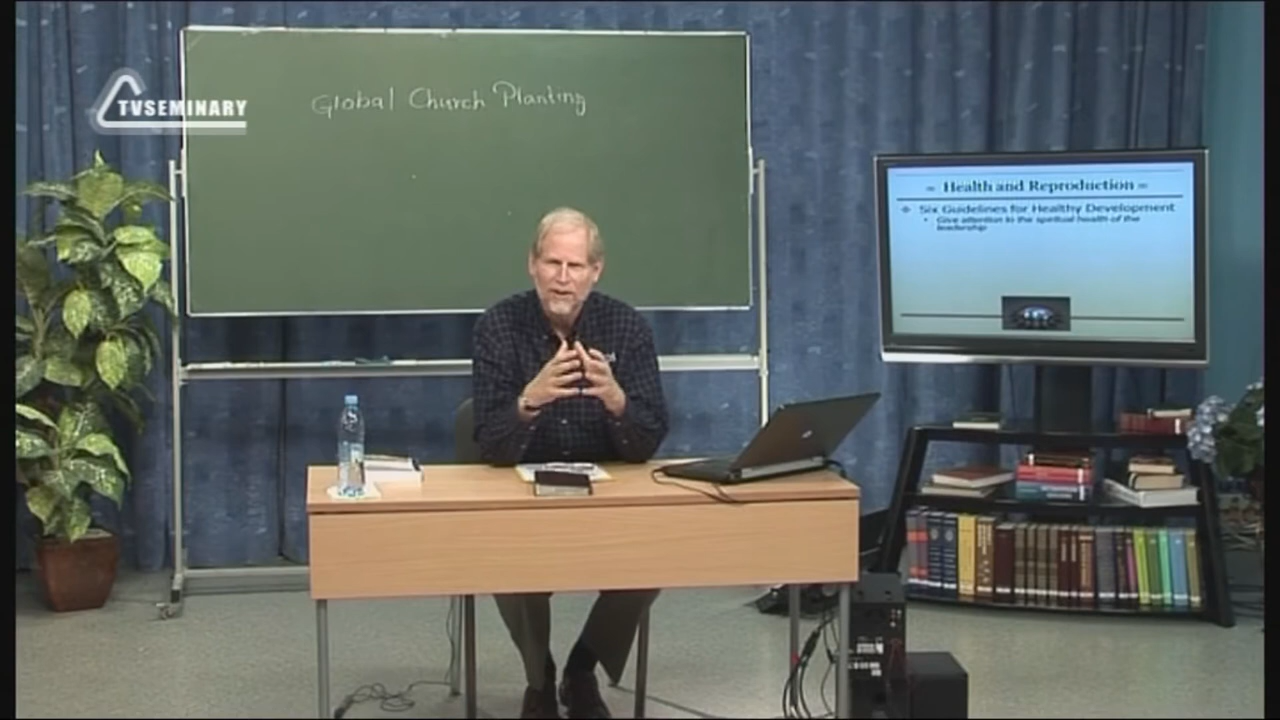 TVSEMINARY
Global Church Planting
Health and Reproduction
Six Guidelines for Healthy Development
Give attention to the spiritual health of the
leadership